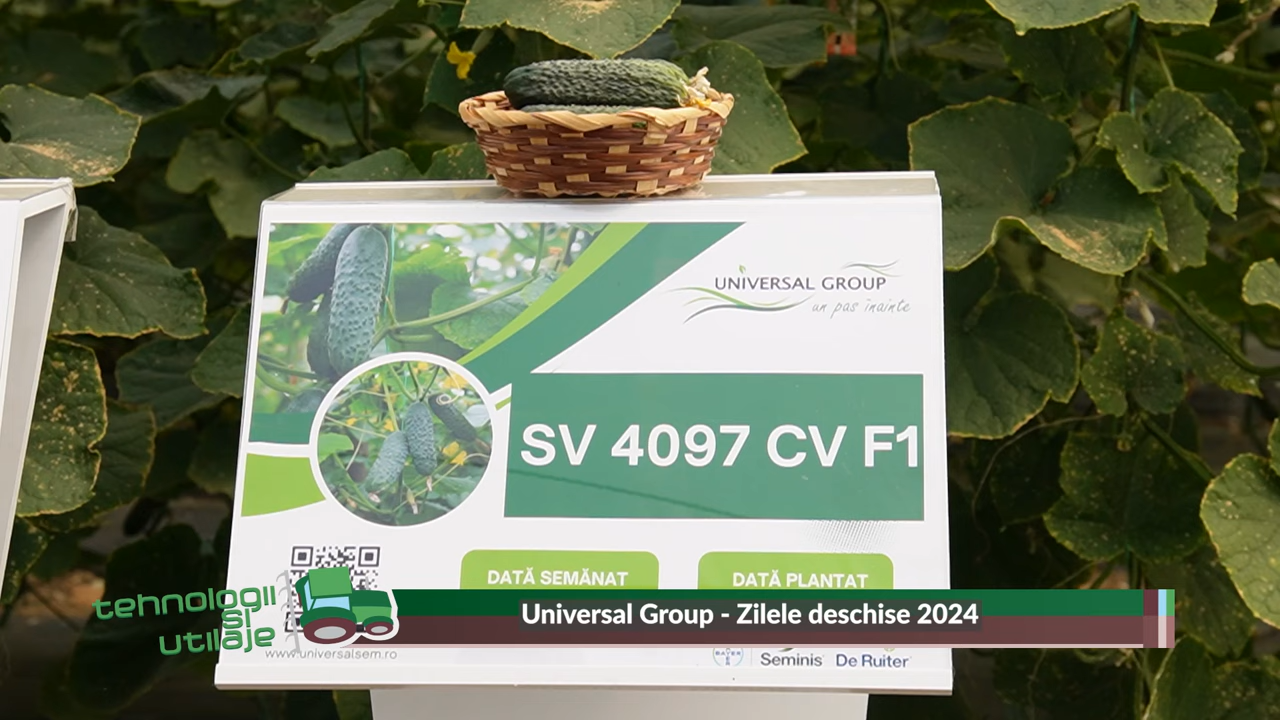 UNIVERSAL GROUP
un pas înainte
SV 4097 CV F1
DATĂ SEMĂNAT
DATĂ PLANTAT
tehnologii
și
utilaje
Universal Group - Zilele deschise 2024
www.universalsem.ro
BAYER
Seminis
De Ruiter